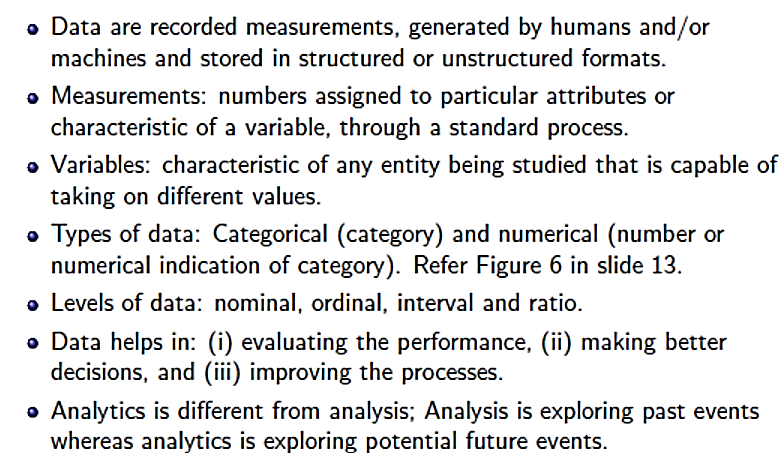 • Data are recorded measurements, generated by humans and/or
machines and stored in structured or unstructured formats.
• Measurements: numbers assigned to particular attributes or
characteristic of a variable, through a standard process.
• Variables: characteristic of any entity being studied that is capable of
taking on different values.
• Types of data: Categorical (category) and numerical (number or
numerical indication of category). Refer Figure 6 in slide 13.
• Levels of data: nominal, ordinal, interval and ratio.
• Data helps in: (i) evaluating the performance, (ii) making better
decisions, and (iii) improving the processes.
• Analytics is different from analysis; Analysis is exploring past events
whereas analytics is exploring potential future events.